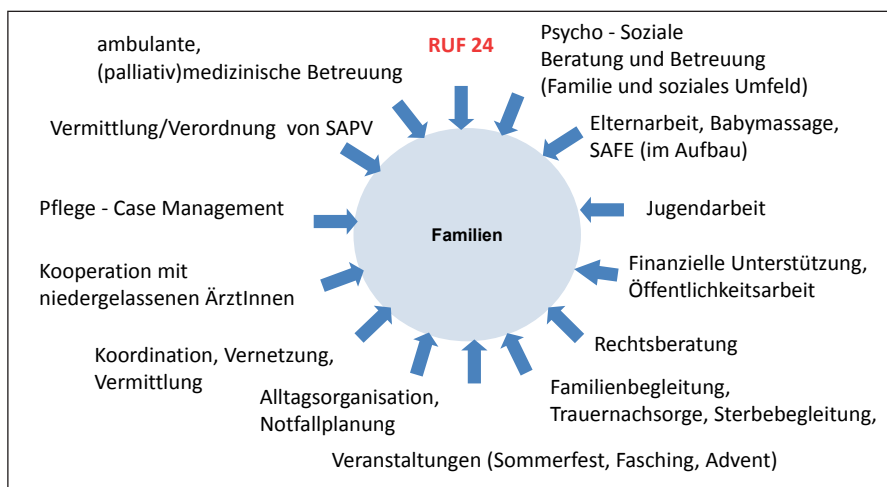 RUF 24
Psycho - Soziale
Beratung und Betreuung
(Familie und soziales Umfeld)
Elternarbeit, Babymassage,
SAFE (im Aufbau)
Jugendarbeit
Finanzielle Unterstützung,
Öffentlichkeitsarbeit
Rechtsberatung
Familienbegleitung,
Trauernachsorge, Sterbebegleitung,
Veranstaltungen (Sommerfest, Fasching, Advent)
Alltagsorganisation,
Notfallplanung
Koordination, Vernetzung,
Vermittlung
Kooperation mit
niedergelassenen ÄrztInnen
Pflege - Case Management
Vermittlung/Verordnung von SAPV
ambulante,
(palliativ)medizinische Betreuung
Familien